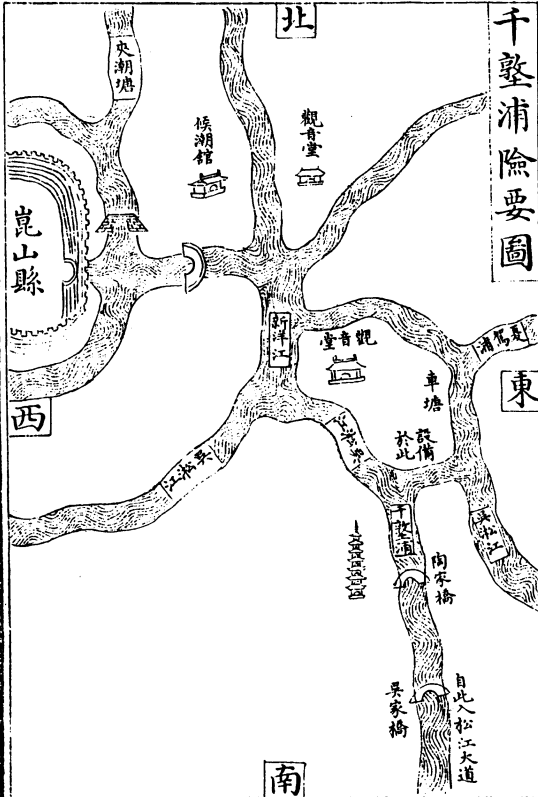 千墪浦險要圖
北
夾潮塘
候潮館
觀音堂
崑山縣
新洋江
觀音堂
夏駕浦
車塘
東
西
設備
於此
吳淞江
吳淞江
千墪浦
吳淞江
陶家橋
吳家橋
自此入松江大道
南